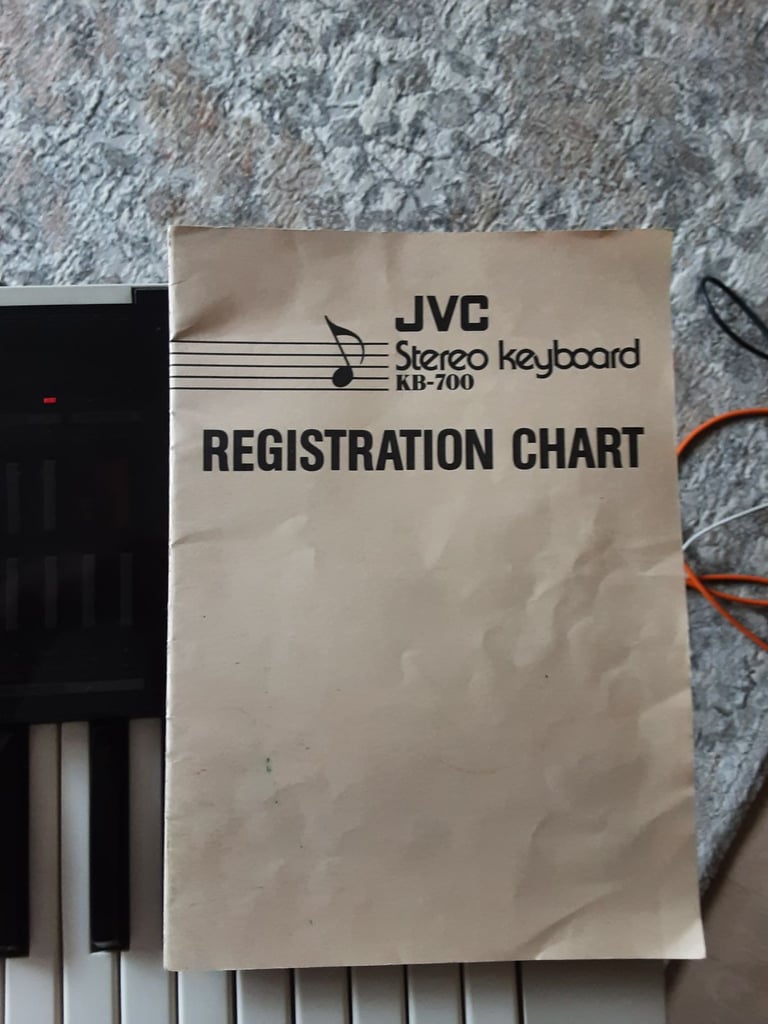 JVC
Stereo keyboard
KB-700
REGISTRATION CHART